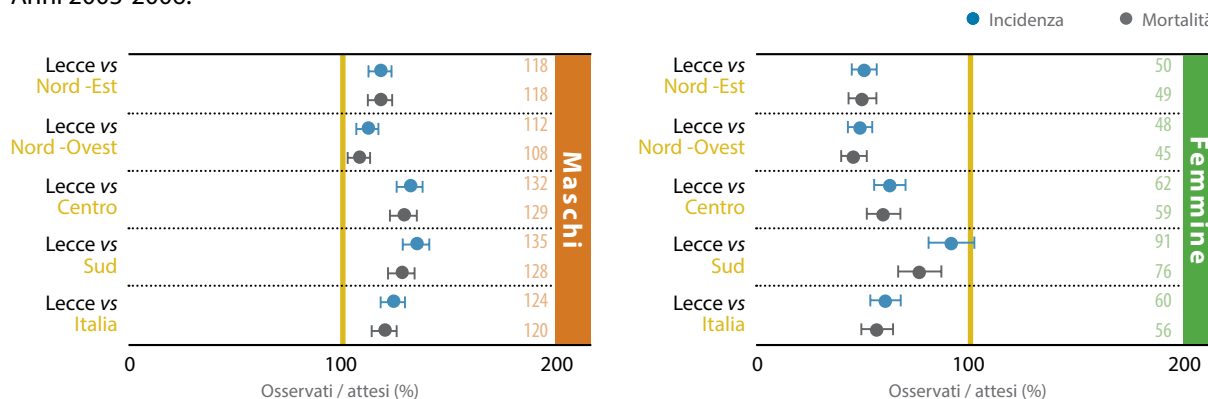 Anni 2003-2006.
Incidenza Mortalità
Lecce vs
Nord -Est
118
118
Lecce vs
Nord -Ovest
112
108
Lecce vs
Centro
132
129
Lecce vs
Sud
135
128
Lecce vs
Italia
124
120
Maschi
0 100 200
Osservati / attesi (%)
Lecce vs
Nord -Est
50
49
Lecce vs
Nord -Ovest
48
45
Lecce vs
Centro
62
59
Lecce vs
Sud
91
76
Lecce vs
Italia
60
56
Femmine
0 100 200
Osservati / attesi (%)